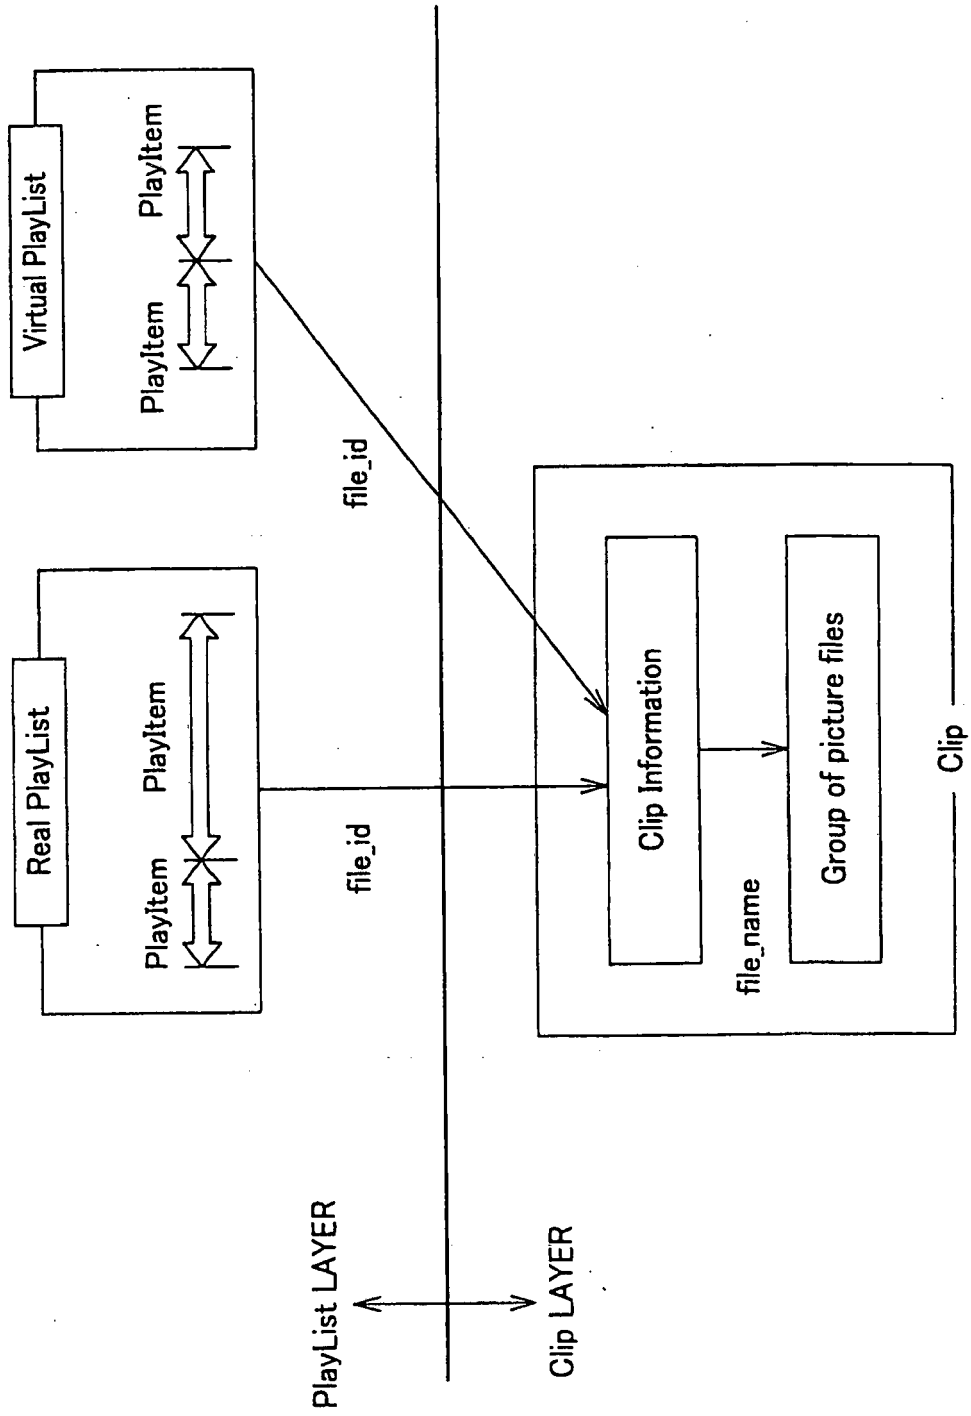 Real PlayList
PlayItem
PlayItem
Virtual PlayList
PlayItem
PlayItem
file_id
file_id
PlayList LAYER
Clip LAYER
Clip Information
file_name
Group of picture files
Clip